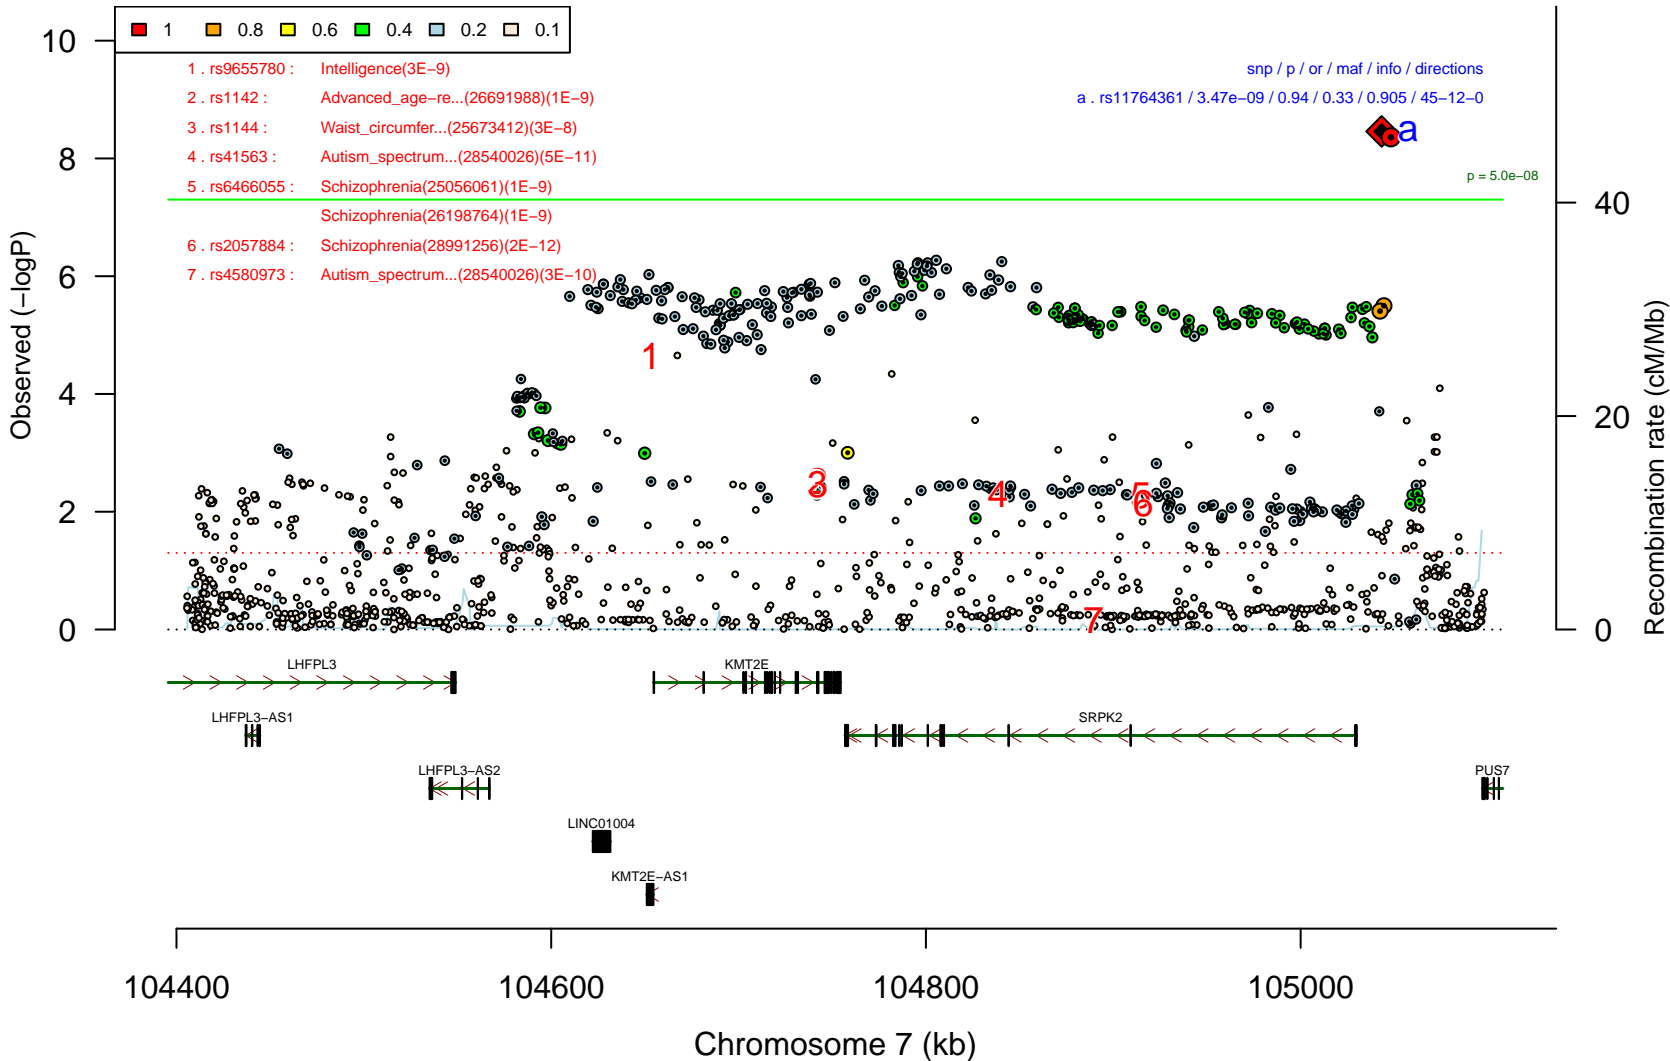 1 0.8 0.6 0.4 0.2 0.1
1 . rs9655780 : Intelligence(3E−9)
2 . rs1142 : Advanced_age−re...(26691988)(1E−9)
3 . rs1144 : Waist_circumfer...(25673412)(3E−8)
4 . rs41563 : Autism_spectrum...(28540026)(5E−11)
5 . rs6466055 : Schizophrenia(25056061)(1E−9)
Schizophrenia(26198764)(1E−9)
6 . rs2057884 : Schizophrenia(28991256)(2E−12)
7 . rs4580973 : Autism_spectrum...(28540026)(3E−10)
snp / p / or / maf / info / directions
a . rs11764361 / 3.47e−09 / 0.94 / 0.33 / 0.905 / 45−12−0
a
p = 5.0e−08
1
3
4
5
6
7
Observed (−logP)
10
8
6
4
2
0
Recombination rate (cM/Mb)
40
20
0
LHFPL3
KMT2E
LHFPL3−AS1
SRPK2
LHFPL3−AS2
PUS7
LINC01004
KMT2E−AS1
104400 104600 104800 105000
Chromosome 7 (kb)